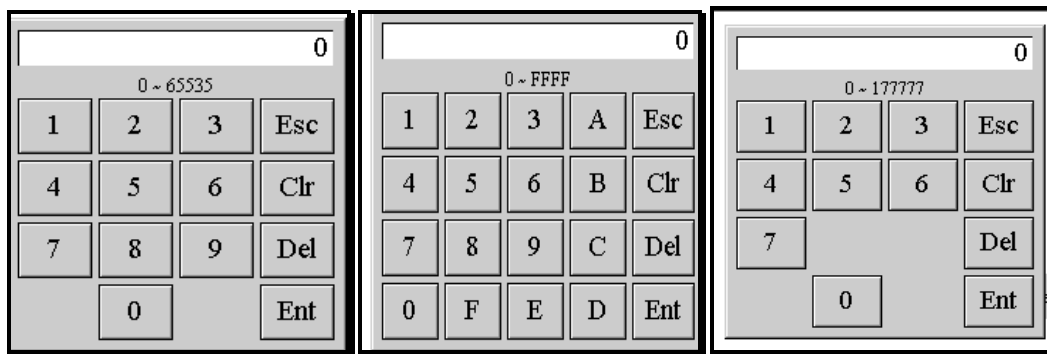 0
0 ~ 65535
1 2 3 Esc
4 5 6 Clr
7 8 9 Del
0 Ent
0
0 ~ FFFF
1 2 3 A Esc
4 5 6 B Clr
7 8 9 C Del
0 F E D Ent
0
0 ~ 177777
1 2 3 Esc
4 5 6 Clr
7 Del
0 Ent